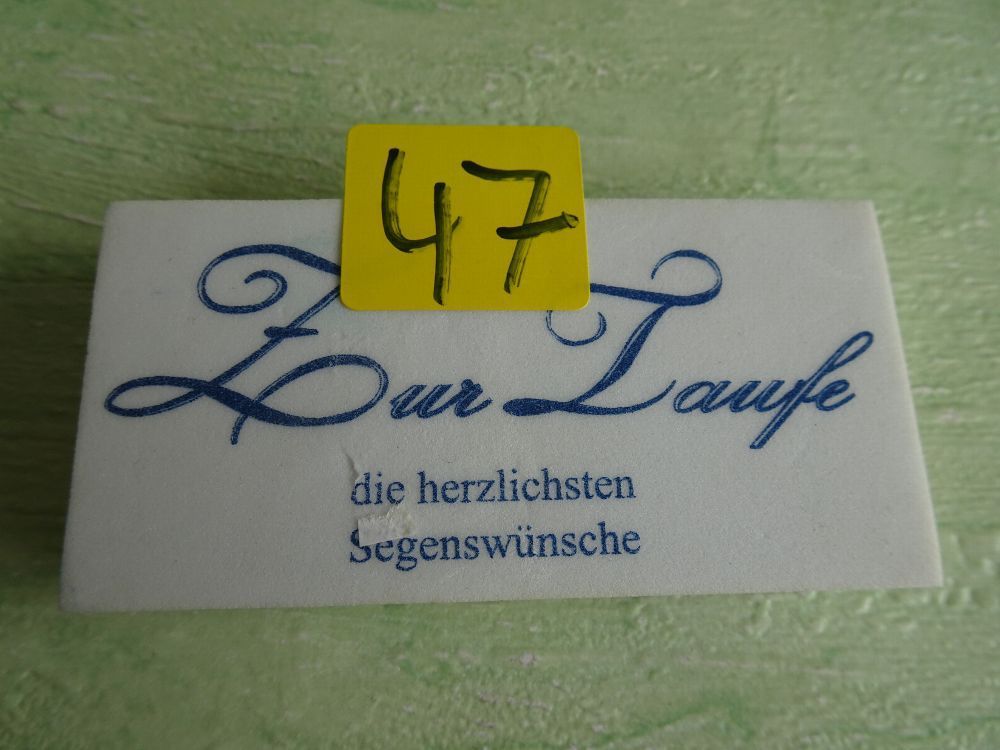 47
Zur Taufe
die herzlichsten
Segenswünsche